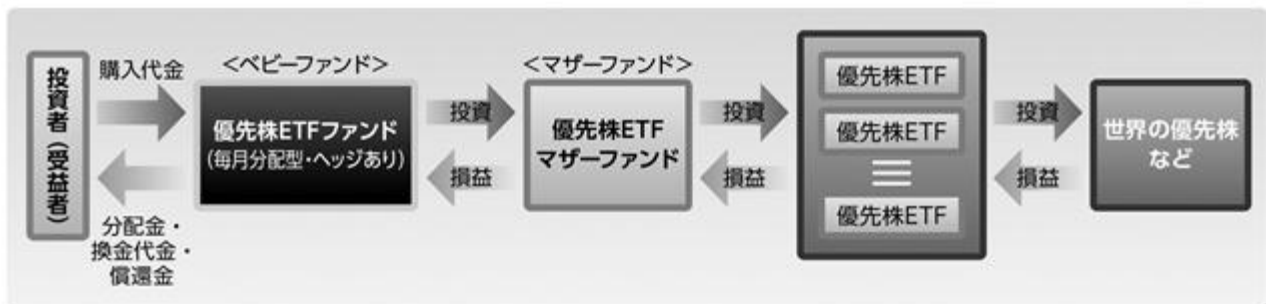 投資者(受益者)
購入代金
分配金・
換金代金・
償還金
<ベビーファンド>
優先株ETFファンド
(毎月分配型・ヘッジあり)
投資
損益
<マザーファンド>
優先株ETF
マザーファンド
投資
損益
優先株ETF
優先株ETF
優先株ETF
投資
損益
世界の優先株
など